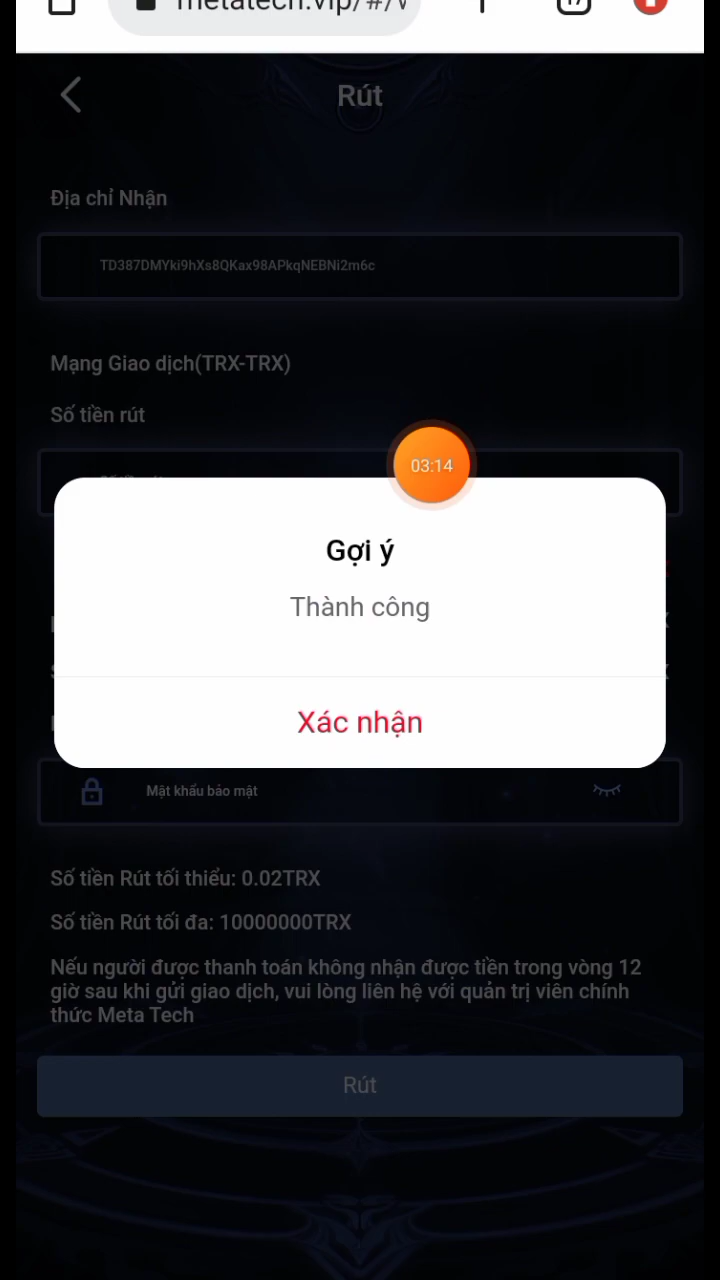 metatech.vip/#/
17
Rút
Địa chỉ Nhận
TD387DMYki9hXs8QKax98APkqNEBNi2m6c
Mạng Giao dịch(TRX-TRX)
Số tiền rút
03:14
Gợi ý
Thành công
Xác nhận
Mật khẩu bảo mật
Số tiền Rút tối thiểu: 0.02TRX
Số tiền Rút tối đa: 10000000TRX
Nếu người được thanh toán không nhận được tiền trong vòng 12
giờ sau khi gửi giao dịch, vui lòng liên hệ với quản trị viên chính
thức Meta Tech
Rút